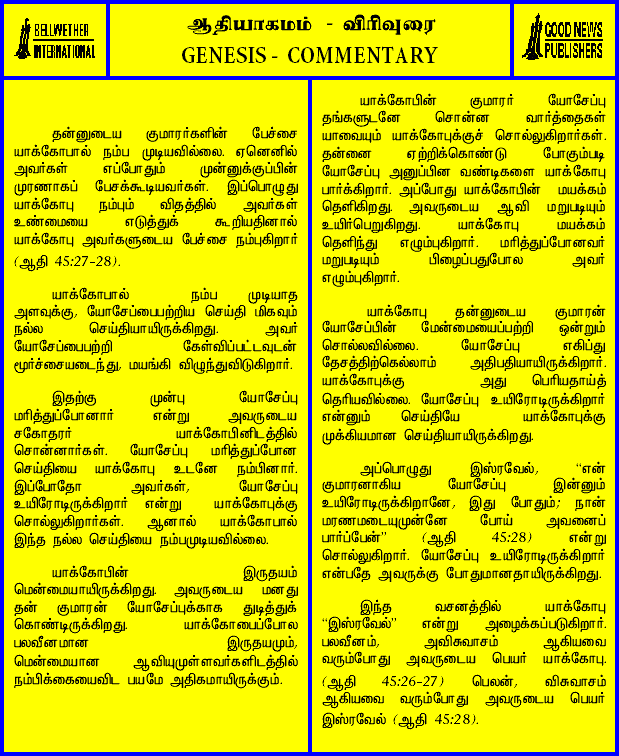 BELLWETHER
INTERNATIONAL
ஆதியாகமம் - விரிவுரை
GENESIS - COMMENTARY
GOOD NEWS
PUBLISHERS
தன்னுடைய குமாரர்களின் பேச்சை
யாக்கோபால் நம்ப முடியவில்லை. ஏனெனில்
அவர்கள் எப்போதும் முன்னுக்குப்பின்
முரணாகப் பேசக்கூடியவர்கள். இப்பொழுது
யாக்கோபு நம்பும் விதத்தில் அவர்கள்
உண்மையை எடுத்துக் கூறியதினால்
யாக்கோபு அவர்களுடைய பேச்சை நம்புகிறார்
(ஆதி 45:27-28).
யாக்கோபால் நம்ப முடியாத
அளவுக்கு, யோசேப்பைபற்றிய செய்தி மிகவும்
நல்ல செய்தியாயிருக்கிறது. அவர்
யோசேப்பைபற்றி கேள்விப்பட்டவுடன்
மூர்ச்சையடைந்து, மயங்கி விழுந்துவிடுகிறார்.
இதற்கு முன்பு யோசேப்பு
மரித்துப்போனார் என்று அவருடைய
சகோதரர் யாக்கோபினிடத்தில்
சொன்னார்கள். யோசேப்பு மரித்துப்போன
செய்தியை யாக்கோபு உடனே நம்பினார்.
இப்போதோ அவர்கள், யோசேப்பு
உயிரோடிருக்கிறார் என்று யாக்கோபுக்கு
சொல்லுகிறார்கள். ஆனால் யாக்கோபால்
இந்த நல்ல செய்தியை நம்பமுடியவில்லை.
யாக்கோபின் இருதயம்
மென்மையாயிருக்கிறது. அவருடைய மனது
தன் குமாரன் யோசேப்புக்காக துடித்துக்
கொண்டிருக்கிறது. யாக்கோபைப்போல
பலவீனமான இருதயமும்,
மென்மையான ஆவியுமுள்ளவர்களிடத்தில்
நம்பிக்கையைவிட பயமே அதிகமாயிருக்கும்.
யாக்கோபின் குமாரர் யோசேப்பு
தங்களுடனே சொன்ன வார்த்தைகள்
யாவையும் யாக்கோபுக்குச் சொல்லுகிறார்கள்.
தன்னை ஏற்றிக்கொண்டு போகும்படி
யோசேப்பு அனுப்பின வண்டிகளை யாக்கோபு
பார்க்கிறார். அப்போது யாக்கோபின் மயக்கம்
தெளிகிறது. அவருடைய ஆவி மறுபடியும்
உயிர்பெறுகிறது. யாக்கோபு மயக்கம்
தெளிந்து எழும்புகிறார். மரித்துப்போனவர்
மறுபடியும் பிழைப்பதுபோல அவர்
எழும்புகிறார்.
யாக்கோபு தன்னுடைய குமாரன்
யோசேப்பின் மேன்மையைப்பற்றி ஒன்றும்
சொல்லவில்லை. யோசேப்பு எகிப்து
தேசத்திற்கெல்லாம் அதிபதியாயிருக்கிறார்.
யாக்கோபுக்கு அது பெரியதாய்த்
தெரியவில்லை. யோசேப்பு உயிரோடிருக்கிறார்
என்னும் செய்தியே யாக்கோபுக்கு
முக்கியமான செய்தியாயிருக்கிறது.
அப்பொழுது இஸ்ரவேல், “என்
குமாரனாகிய யோசேப்பு இன்னும்
உயிரோடிருக்கிறானே, இது போதும்; நான்
மரணமடையுமுன்னே போய் அவனைப்
பார்ப்பேன்” (ஆதி 45:28) என்று
சொல்லுகிறார். யோசேப்பு உயிரோடிருக்கிறார்
என்பதே அவருக்கு போதுமானதாயிருக்கிறது.
இந்த வசனத்தில் யாக்கோபு
“இஸ்ரவேல்” என்று அழைக்கப்படுகிறார்.
பலவீனம், அவிசுவாசம் ஆகியவை
வரும்போது அவருடைய பெயர் யாக்கோபு.
(ஆதி 45:26-27) பெலன், விசுவாசம்
ஆகியவை வரும்போது அவருடைய பெயர்
இஸ்ரவேல் (ஆதி 45:28).